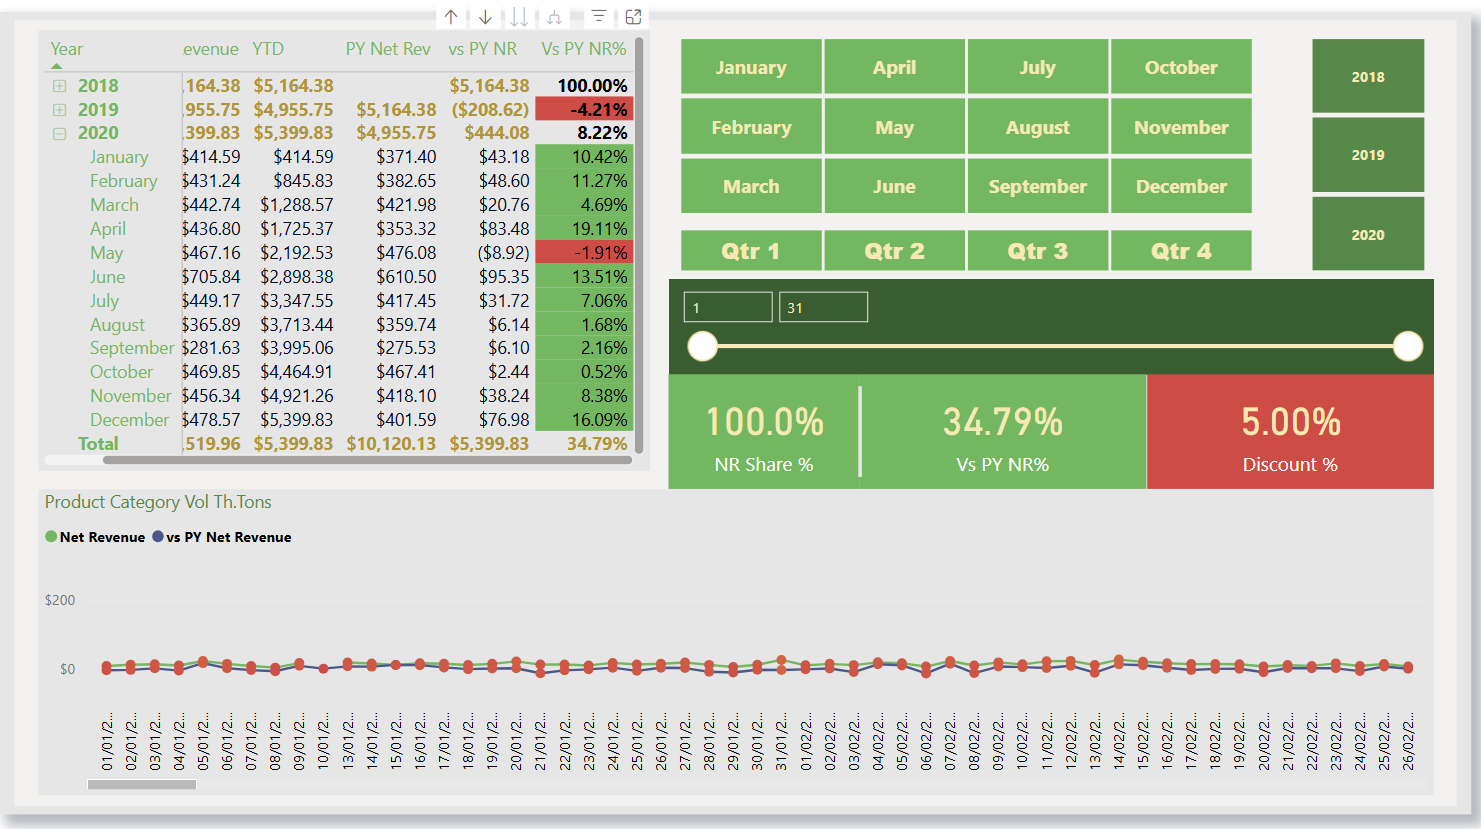 Year evenue YTD PY Net Rev vs PY NR Vs PY NR%
2018 ,164.38 $5,164.38 $5,164.38 100.00%
2019 ,955.75 $4,955.75 $5,164.38 ($208.62) -4.21%
2020 ,399.83 $5,399.83 $4,955.75 $444.08 8.22%
January $414.59 $414.59 $371.40 $43.18 10.42%
February $431.24 $845.83 $382.65 $48.60 11.27%
March $442.74 $1,288.57 $421.98 $20.76 4.69%
April $436.80 $1,725.37 $353.32 $83.48 19.11%
May $467.16 $2,192.53 $476.08 ($8.92) -1.91%
June $705.84 $2,898.38 $610.50 $95.35 13.51%
July $449.17 $3,347.55 $417.45 $31.72 7.06%
August $365.89 $3,713.44 $359.74 $6.14 1.68%
September $281.63 $3,995.06 $275.53 $6.10 2.16%
October $469.85 $4,464.91 $467.41 $2.44 0.52%
November $456.34 $4,921.26 $418.10 $38.24 8.38%
December $478.57 $5,399.83 $401.59 $76.98 16.09%
Total ,519.96 $5,399.83 $10,120.13 $5,399.83 34.79%
January April July October
February May August November
March June September December
Qtr 1 Qtr 2 Qtr 3 Qtr 4
2018
2019
2020
1 31
100.0% 34.79% 5.00%
NR Share % Vs PY NR% Discount %
Product Category Vol Th.Tons
Net Revenue vs PY Net Revenue
$200
$0
01/01/2...
02/01/2...
03/01/2...
04/01/2...
05/01/2...
06/01/2...
07/01/2...
08/01/2...
09/01/2...
10/01/2...
13/01/2...
14/01/2...
15/01/2...
16/01/2...
17/01/2...
18/01/2...
19/01/2...
20/01/2...
21/01/2...
22/01/2...
23/01/2...
24/01/2...
25/01/2...
26/01/2...
27/01/2...
28/01/2...
29/01/2...
30/01/2...
31/01/2...
01/02/2...
02/02/2...
03/02/2...
04/02/2...
05/02/2...
06/02/2...
07/02/2...
08/02/2...
09/02/2...
10/02/2...
11/02/2...
12/02/2...
13/02/2...
14/02/2...
15/02/2...
16/02/2...
17/02/2...
18/02/2...
19/02/2...
20/02/2...
21/02/2...
22/02/2...
23/02/2...
24/02/2...
25/02/2...
26/02/2...